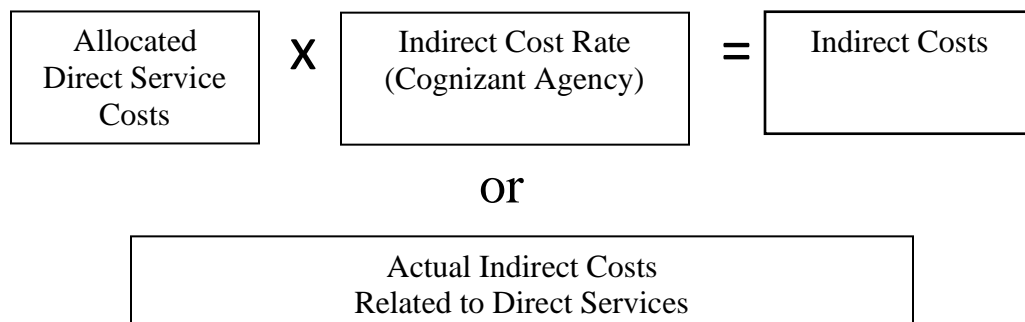 Allocated
Direct Service
Costs
x
Indirect Cost Rate
(Cognizant Agency)
=
Indirect Costs
or
Actual Indirect Costs
Related to Direct Services